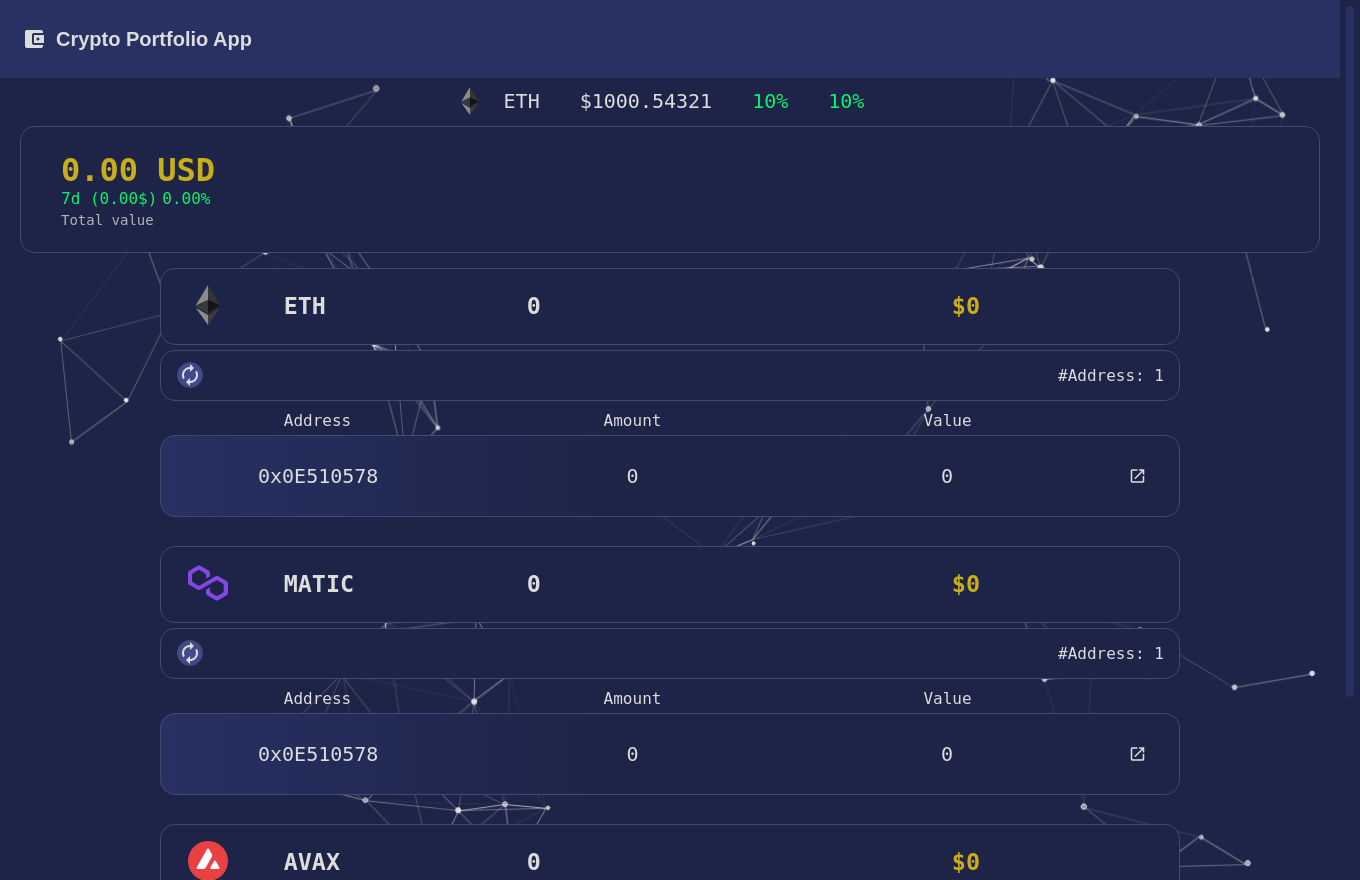 Crypto Portfolio App
ETH $1000.54321 10% 10%
0.00 USD
7d (0.00$) 0.00%
Total value
ETH 0 $0
#Address: 1
Address Amount Value
0x0E510578 0 0
MATIC 0 $0
#Address: 1
Address Amount Value
0x0E510578 0 0
AVAX 0 $0